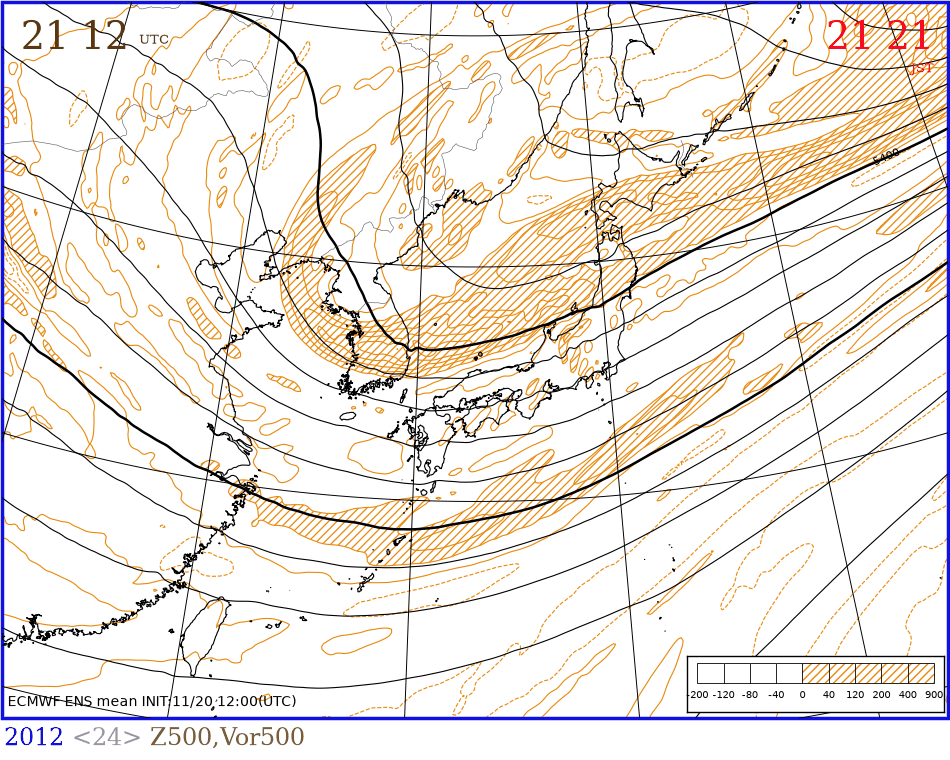 21 12 UTC
21 21
JST
5400
ECMWF ENS mean INIT:11/20 12:00(UTC)
-200 -120 -80 -40 0 40 120 200 400 900
2012 <24> Z500,Vor500